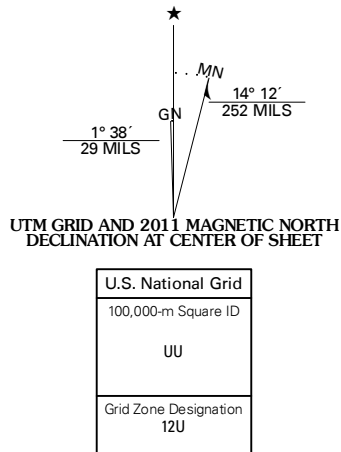 MN
GN
14° 12´
252 MILS
1° 38´
29 MILS
UTM GRID AND 2011 MAGNETIC NORTH
DECLINATION AT CENTER OF SHEET
U.S. National Grid
100,000-m Square ID
UU
Grid Zone Designation
12U